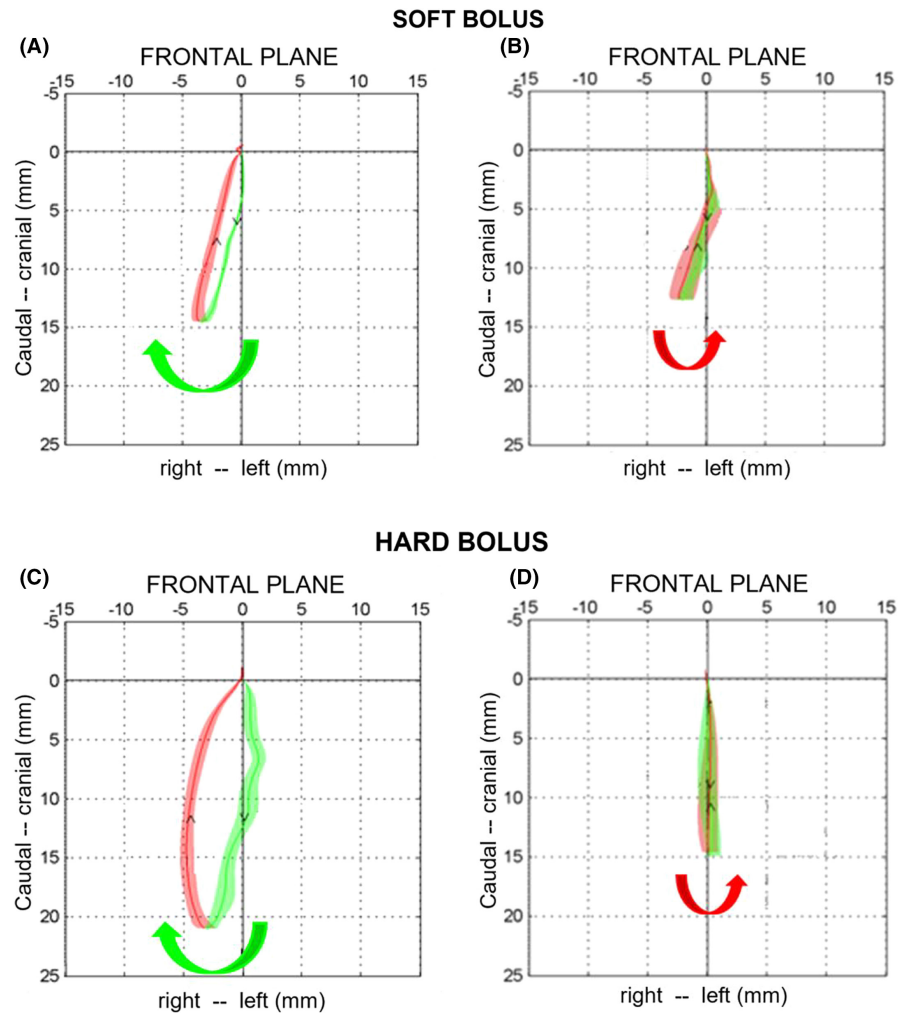 SOFT BOLUS
(A)
FRONTAL PLANE
-15 -10 -5 0 5 10 15
-5
0
5
10
15
20
25
Caudal -- cranial (mm)
right -- left (mm)
(B)
FRONTAL PLANE
-15 -10 -5 0 5 10 15
-5
0
5
10
15
20
25
Caudal -- cranial (mm)
right -- left (mm)
HARD BOLUS
(C)
FRONTAL PLANE
-15 -10 -5 0 5 10 15
-5
0
5
10
15
20
25
Caudal -- cranial (mm)
right -- left (mm)
(D)
FRONTAL PLANE
-15 -10 -5 0 5 10 15
-5
0
5
10
15
20
25
Caudal -- cranial (mm)
right -- left (mm)